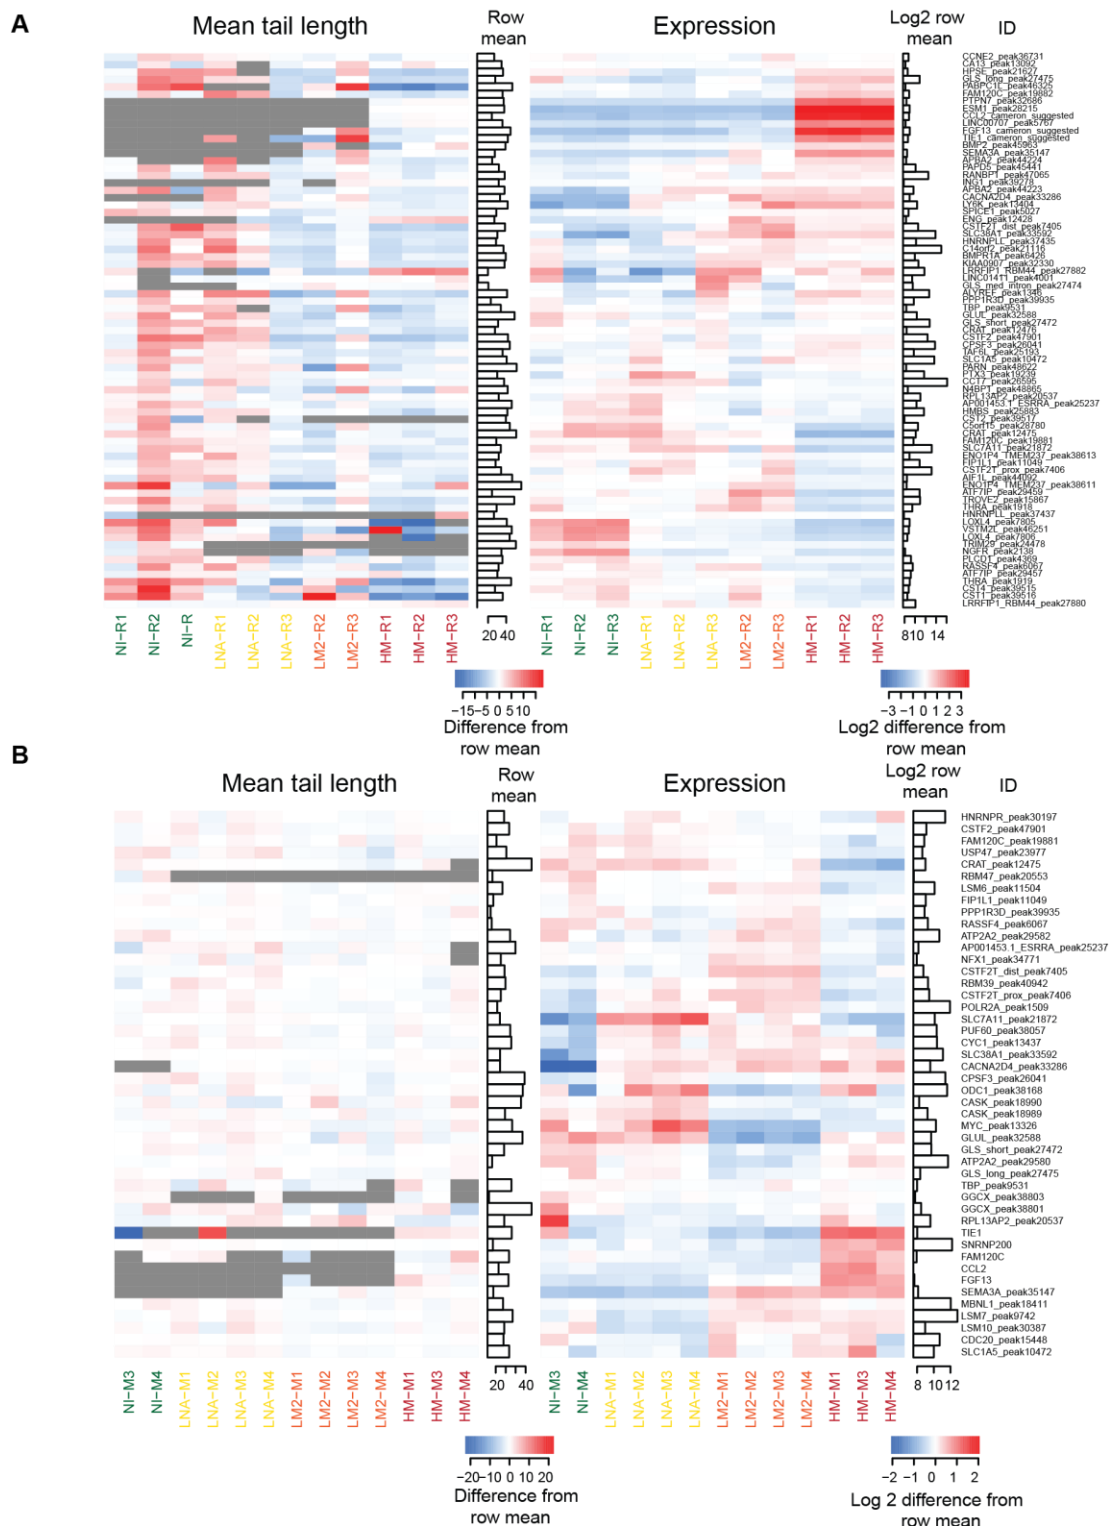 A
Mean tail length
Row
mean
Expression
Log2 row
mean
ID
CCNE2_peak36731
CA13_peak13092
HPSE_peak21627
GLS_long_peak27475
PABPC1L_peak46325
FAM120C_peak19882
PTPN7_peak32686
ESM1_peak28215
CCL2_cameron_suggested
LINC00707_peak5767
FGF13_cameron_suggested
TIE1_cameron_suggested
BMP2_peak45963
SEMA3A_peak35147
APBA2_peak44224
PAPD5_peak45441
RANBP1_peak47065
ING1_peak39278
APBA2_peak44223
CACNA2D4_peak33286
LY6K_peak13404
SPICE1_peak5027
ENG_peak12428
CSTF2T_dist_peak7405
SLC38A1_peak33592
HNRNPLL_peak37435
C14orf2_peak21116
BMPR1A_peak6426
KIAA0907_peak32330
LRRFIP1_RBM44_peak27882
LINC01411_peak4001
GLS_med_intron_peak27474
ALYREF_peak1346
PPP1R3D_peak39935
TBP_peak9531
GLUL_peak32588
GLS_short_peak27472
CRAT_peak12476
CSTF2_peak47901
CPSF3_peak26041
TAF6L_peak25193
SLC1A5_peak10472
PARN_peak48622
PTX3_peak19239
CCT7_peak26595
N4BP1_peak48865
RPL13AP2_peak20537
AP001453.1_ESRRA_peak25237
HMBS_peak25883
CST2_peak39517
C5orf15_peak28780
CRAT_peak12475
FAM120C_peak19881
SLC7A11_peak21872
ENO1P4_TMEM237_peak38613
FIP1L1_peak11049
CSTF2T_prox_peak7406
AIF1L_peak44092
ENO1P4_TMEM237_peak38611
ATF7IP_peak29459
TROVE2_peak15867
THRA_peak1918
HNRNPLL_peak37437
LOXL4_peak7805
VSTM2L_peak46251
LOXL4_peak7806
TRIM29_peak24478
NGFR_peak2138
PLCD1_peak4369
RASSF4_peak6067
ATF7IP_peak29457
THRA_peak1919
CST4_peak39515
CST1_peak39516
LRRFIP1_RBM44_peak27880
NI−R1
NI−R2
NI−R
LNA−R1
LNA−R2
LNA−R3
LM2−R2
LM2−R3
HM−R1
HM−R2
HM−R3
20 40
NI−R1
NI−R2
NI−R3
LNA−R1
LNA−R2
LNA−R3
LM2−R2
LM2−R3
HM−R1
HM−R2
HM−R3
810 14
−15−5 0 510
Difference from
row mean
−3 −1 0 1 2 3
Log2 difference from
row mean
B
Mean tail length
Row
mean
Expression
Log2 row
mean
ID
HNRNPR_peak30197
CSTF2_peak47901
FAM120C_peak19881
USP47_peak23977
CRAT_peak12475
RBM47_peak20553
LSM6_peak11504
FIP1L1_peak11049
PPP1R3D_peak39935
RASSF4_peak6067
ATP2A2_peak29582
AP001453.1_ESRRA_peak25237
NFX1_peak34771
CSTF2T_dist_peak7405
RBM39_peak40942
CSTF2T_prox_peak7406
POLR2A_peak1509
SLC7A11_peak21872
PUF60_peak38057
CYC1_peak13437
SLC38A1_peak33592
CACNA2D4_peak33286
CPSF3_peak26041
ODC1_peak38168
CASK_peak18990
CASK_peak18989
MYC_peak13326
GLUL_peak32588
GLS_short_peak27472
ATP2A2_peak29580
GLS_long_peak27475
TBP_peak9531
GGCX_peak38803
GGCX_peak38801
RPL13AP2_peak20537
TIE1
SNRNP200
FAM120C
CCL2
FGF13
SEMA3A_peak35147
MBNL1_peak18411
LSM7_peak9742
LSM10_peak30387
CDC20_peak15448
SLC1A5_peak10472
NI−M3
NI−M4
LNA−M1
LNA−M2
LNA−M3
LNA−M4
LM2−M1
LM2−M2
LM2−M3
LM2−M4
HM−M1
HM−M3
HM−M4
20 40
NI−M3
NI−M4
LNA−M1
LNA−M2
LNA−M3
LNA−M4
LM2−M1
LM2−M2
LM2−M3
LM2−M4
HM−M1
HM−M3
HM−M4
8 10 12
−20−10 0 10 20
Difference from
row mean
−2 −1 0 1 2
Log 2 difference from
row mean